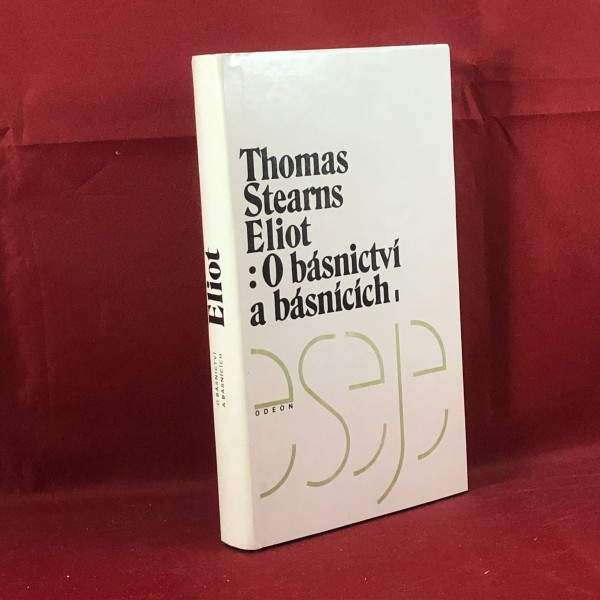 Thomas
Stearns
Eliot
: O básnictví
a básnících.
eseje
ODEON
Eliot
O BÁSNICTVÍ
A BÁSNÍCÍCH